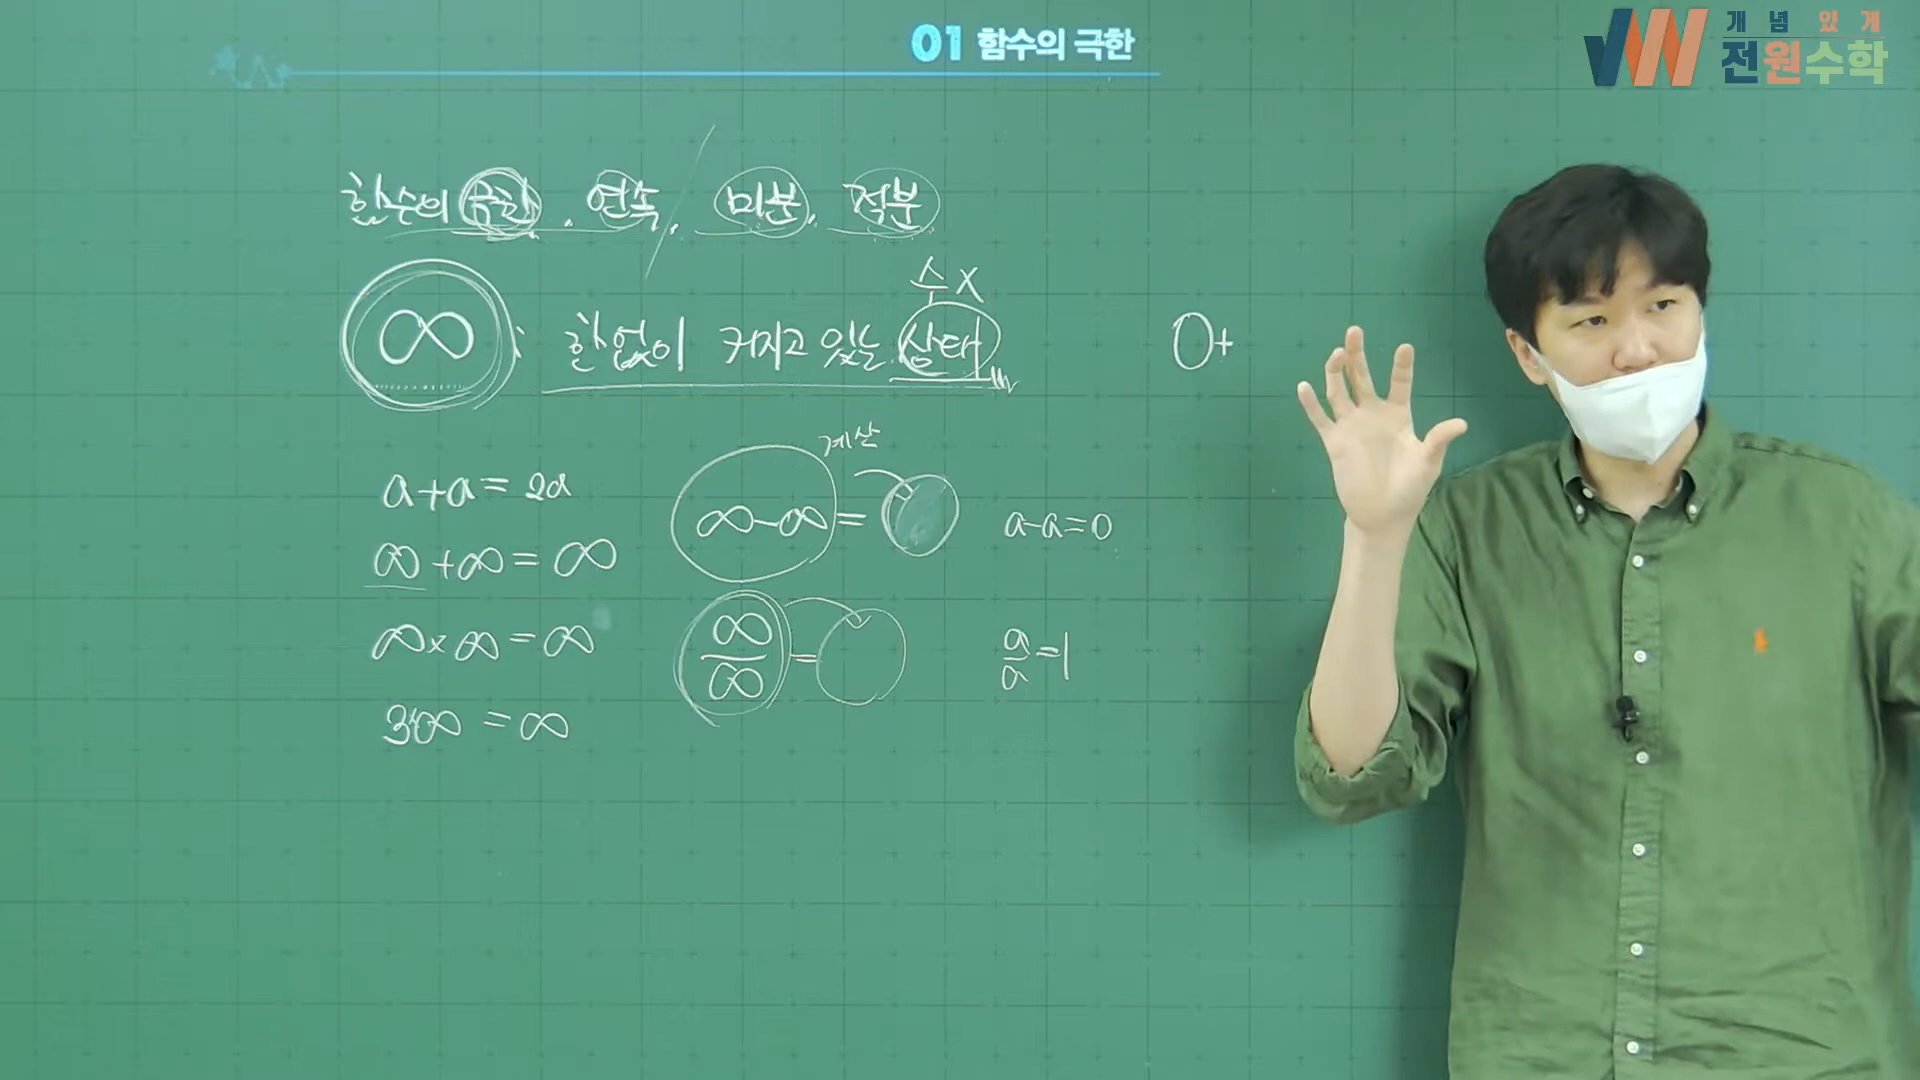 01 함수의 극한
개념 있게
전원수학
함수의 극한, 연속, 미분, 적분
수 X
∞ : 한없이 커지고 있는 상태
0+
계산
a+a=2a
∞-∞=
a-a=0
∞+∞=∞
∞×∞=∞
∞/∞=
a/a=1
∞=∞